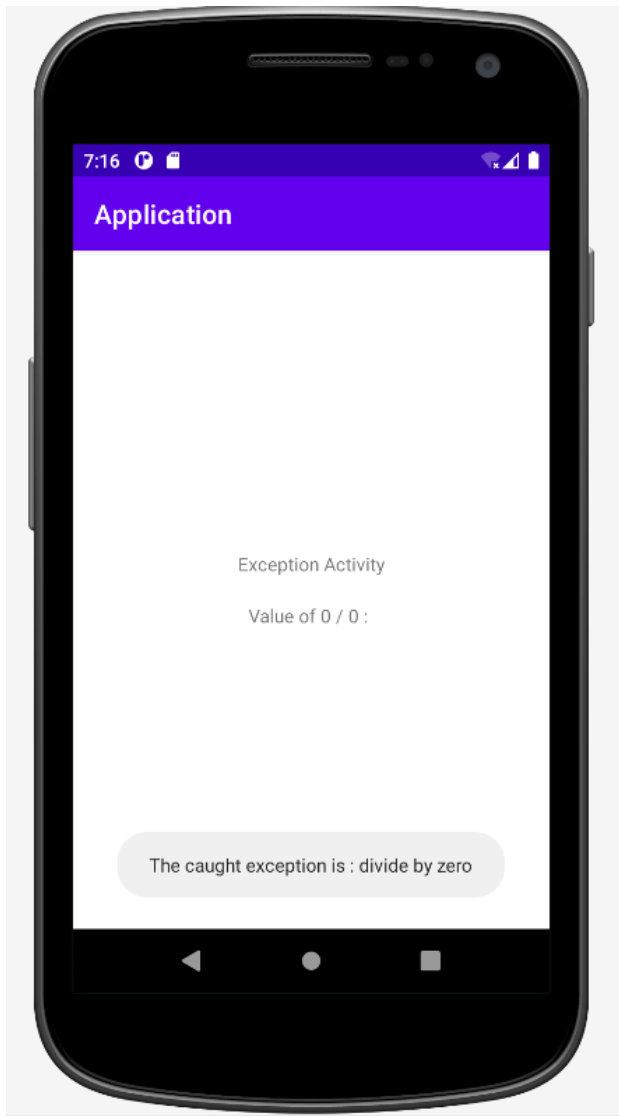 7:16
Application
Exception Activity
Value of 0 / 0 :
The caught exception is : divide by zero